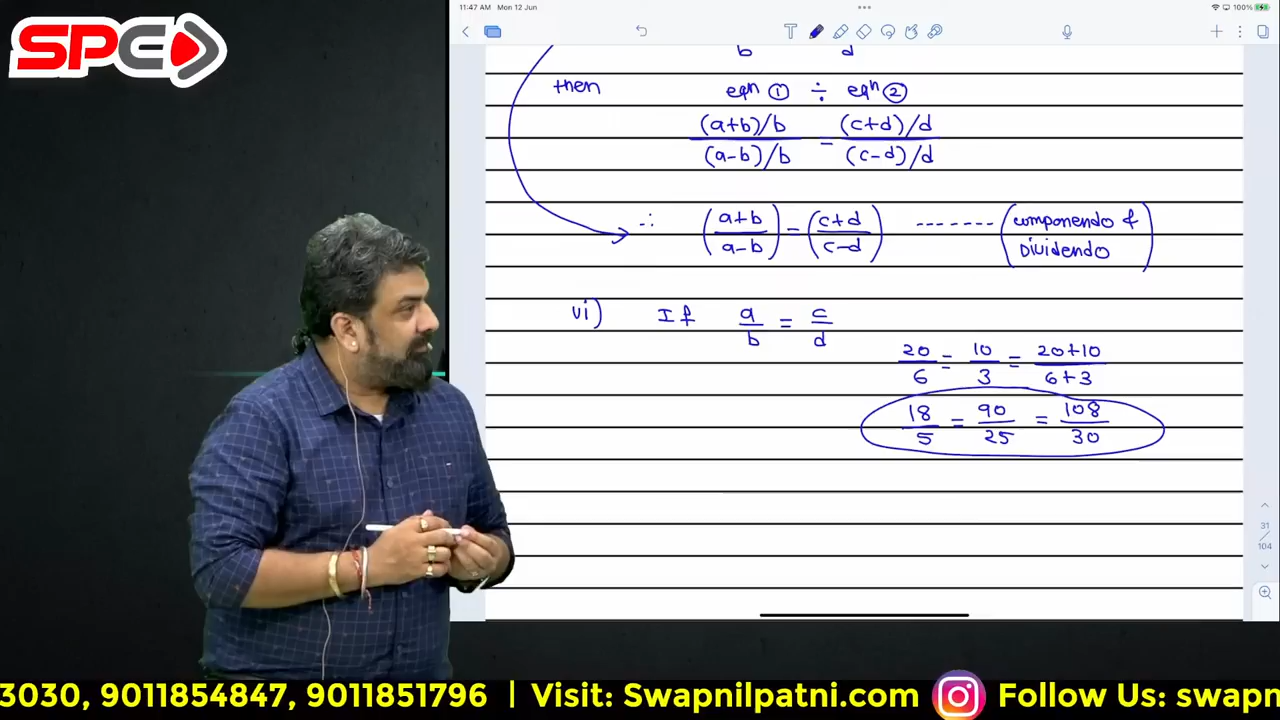 11:47 AM Mon 12 Jun
100%
SPC
T
b d
then eqⁿ ① ÷ eqⁿ ②
(a+b)/b / (a-b)/b = (c+d)/d / (c-d)/d
∴ (a+b / a-b) = (c+d / c-d) ------- (componendo & Dividendo)
vi) If a/b = c/d
20/6 = 10/3 = 20+10 / 6+3
18/5 = 90/25 = 108/30
31
/
104
3030, 9011854847, 9011851796 | Visit: Swapnilpatni.com Follow Us: swapn